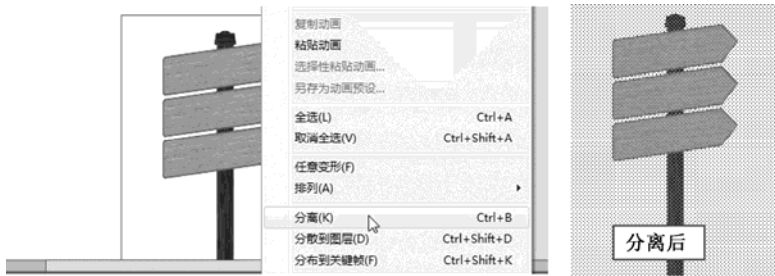 复制动画
粘贴动画
选择性粘贴动画...
另存为动画预设...
全选(L) Ctrl+A
取消全选(V) Ctrl+Shift+A
任意变形(F)
排列(A)
分离(K) Ctrl+B
分散到图层(D) Ctrl+Shift+D
分布到关键帧(F) Ctrl+Shift+K
分离后